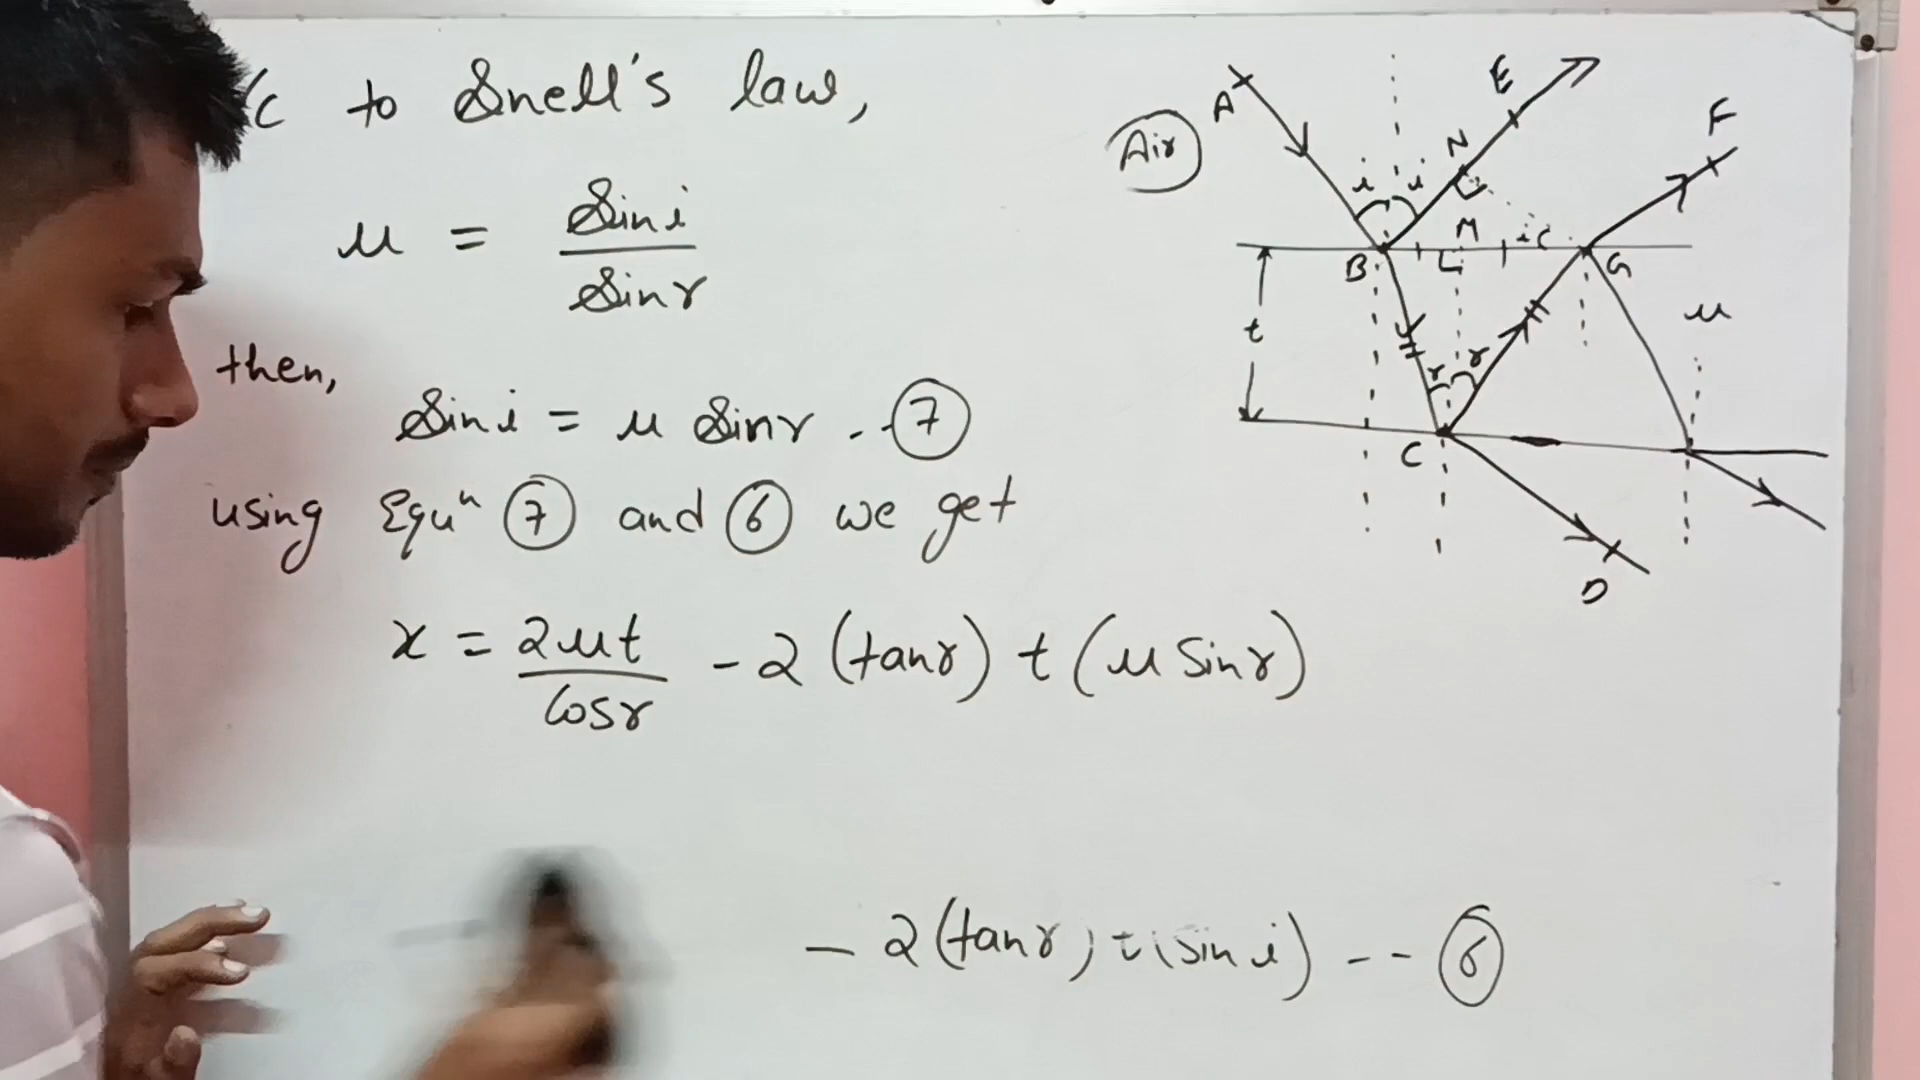 to Snell's law,
μ = Sin i / Sin r
then,
Sin i = μ Sin r -- ⑦
using Equⁿ ⑦ and ⑥ we get
x = 2μt / Cos r - 2 (tan r) t (μ Sin r)
- 2 (tan r) t (Sin i) -- ⑥
A
E
F
Air
N
i i
M
i
B
G
t
μ
r r
C
D